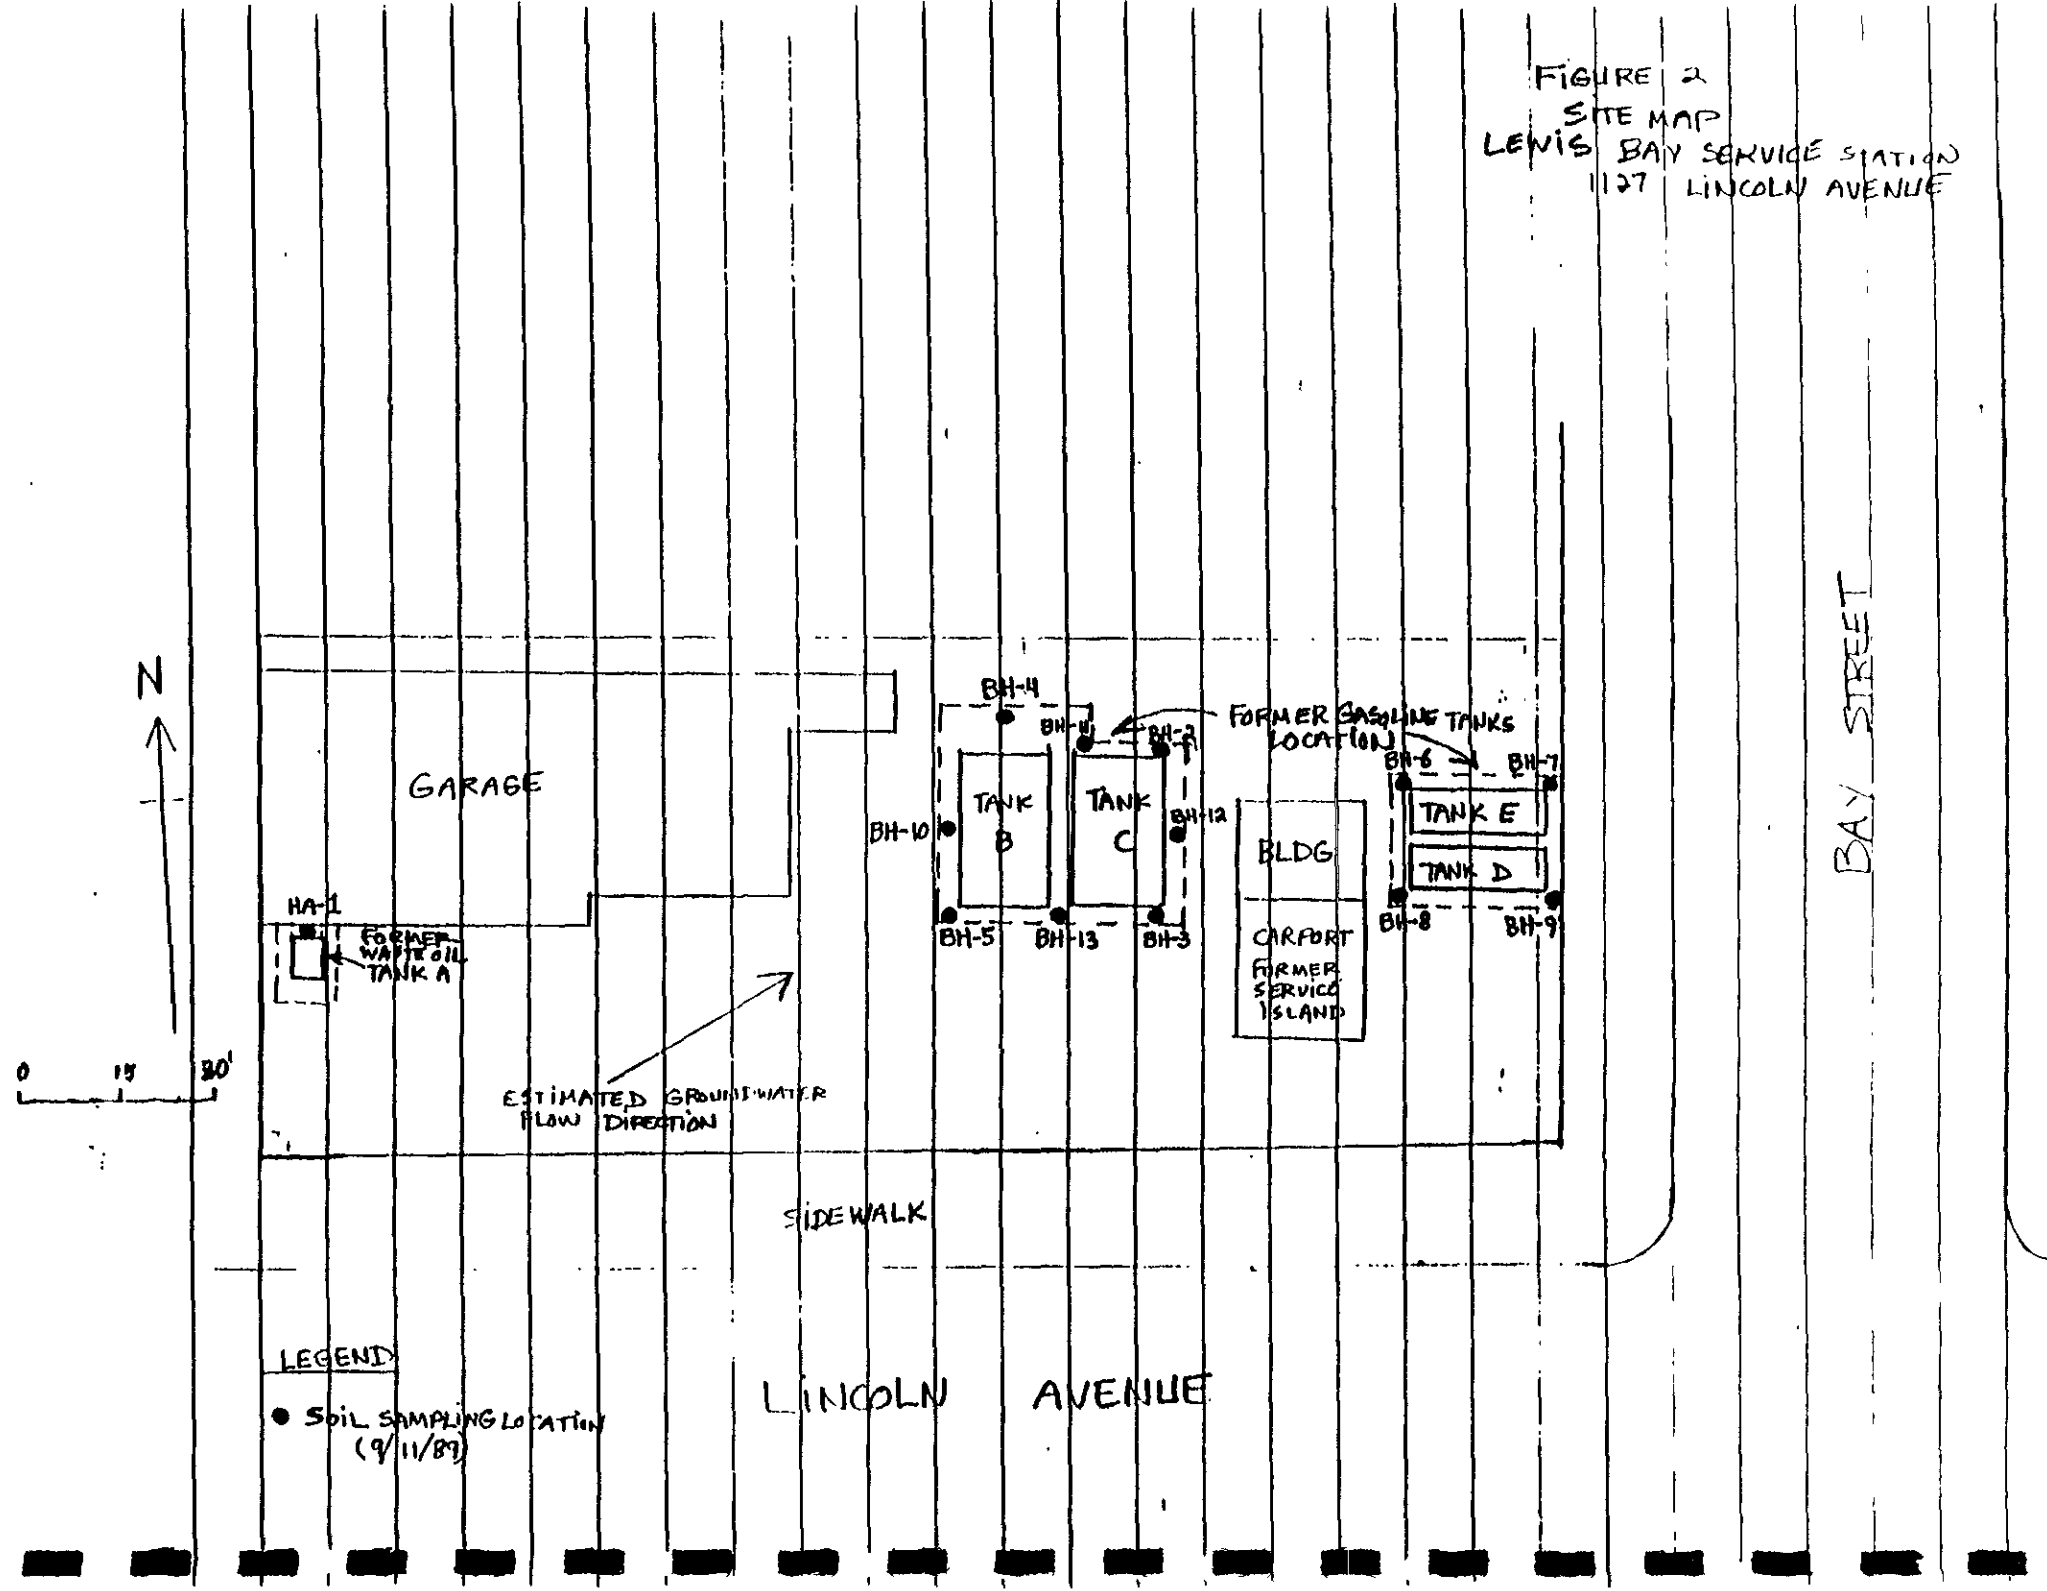 FIGURE 2
SITE MAP
LEWIS BAY SERVICE STATION
1127 LINCOLN AVENUE
N
BAY STREET
BH-4
BH-11
BH-2
FORMER GASOLINE TANKS
LOCATION
BH-6
BH-7
GARAGE
TANK
B
TANK
C
TANK E
BH-10
BH-12
BLDG
TANK D
HA-1
FORMER
WASTE OIL
TANK A
BH-5
BH-13
BH-3
BH-8
BH-9
CARPORT
FORMER
SERVICE
ISLAND
0 15 30'
ESTIMATED GROUNDWATER
FLOW DIRECTION
SIDEWALK
LEGEND
SOIL SAMPLING LOCATION
(9/11/89)
LINCOLN AVENUE